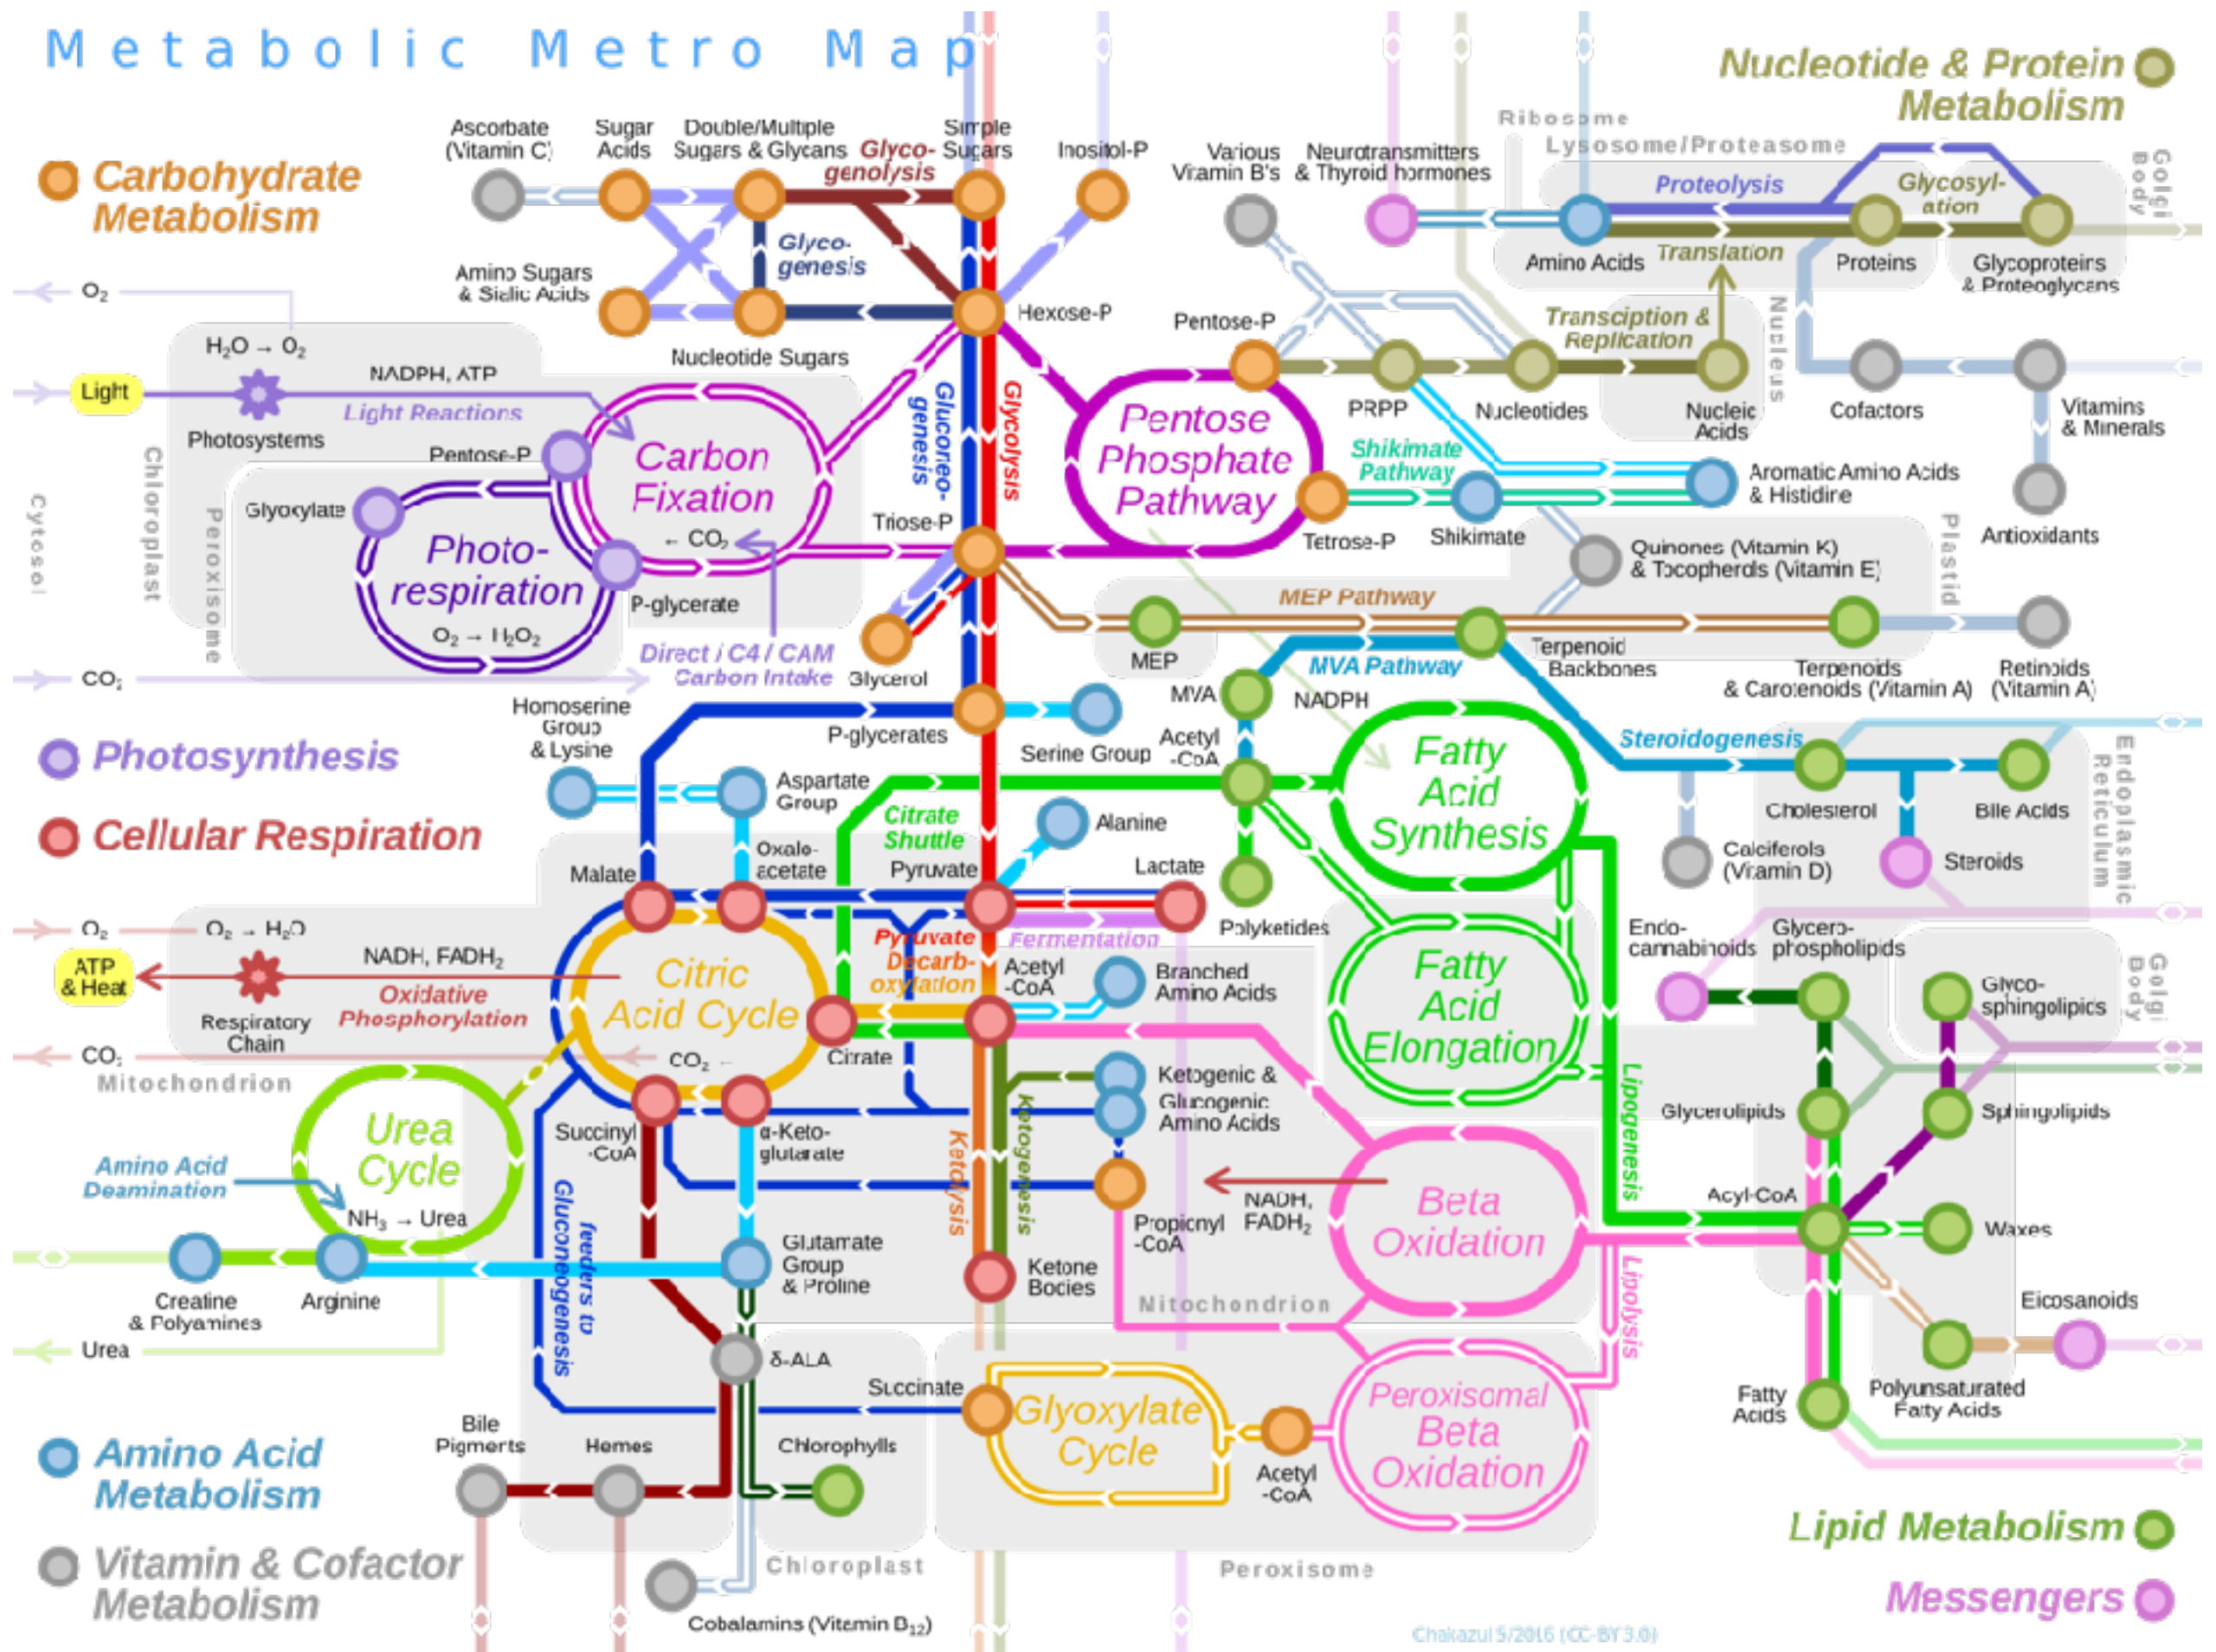 Metabolic Metro Map
Nucleotide & Protein
Metabolism
Carbohydrate
Metabolism
Photosynthesis
Cellular Respiration
Amino Acid
Metabolism
Vitamin & Cofactor
Metabolism
Lipid Metabolism
Messengers
Ascorbate
(Vitamin C)
Sugar
Acids
Double/Multiple
Sugars & Glycans
Glyco-
genolysis
Simple
Sugars
Inositol-P
Glyco-
genesis
Amino Sugars
& Sialic Acids
Nucleotide Sugars
Hexose-P
Various
Vitamin B's
Neurotransmitters
& Thyroid hormones
Ribosome
Lysosome/Proteasome
Proteolysis
Glycosyl-
ation
Golgi
Body
Amino Acids
Translation
Proteins
Glycoproteins
& Proteoglycans
Pentose-P
Transciption &
Replication
Nucleus
PRPP
Nucleotides
Nucleic
Acids
Cofactors
Vitamins
& Minerals
Antioxidants
O₂
H₂O → O₂
Light
NADPH, ATP
Light Reactions
Photosystems
Pentose-P
Chloroplast
Cytosol
Peroxisome
Glyoxylate
Carbon
Fixation
← CO₂
Photo-
respiration
O₂ → H₂O₂
P-glycerate
Direct / C4 / CAM
Carbon Intake
CO₂
Gluconeo-
genesis
Glycolysis
Pentose
Phosphate
Pathway
Triose-P
Glycerol
Shikimate
Pathway
Tetrose-P
Shikimate
Aromatic Amino Acids
& Histidine
Quinones (Vitamin K)
& Tocopherols (Vitamin E)
Plastid
MEP Pathway
MEP
Terpenoid
Backbones
Terpenoids
& Carotenoids (Vitamin A)
Retinoids
(Vitamin A)
MVA Pathway
MVA
NADPH
Acetyl
-CoA
Homoserine
Group
& Lysine
P-glycerates
Serine Group
Aspartate
Group
Citrate
Shuttle
Alanine
Fatty
Acid
Synthesis
Steroidogenesis
Cholesterol
Bile Acids
Endoplasmic
Reticulum
Calciferols
(Vitamin D)
Steroids
Malate
Oxalo-
acetate
Pyruvate
Lactate
Polyketides
Fermentation
Pyruvate
Decarb-
oxylation
Acetyl
-CoA
Branched
Amino Acids
Fatty
Acid
Elongation
Endo-
cannabinoids
Glycero-
phospholipids
Glyco-
sphingolipids
Golgi
Body
O₂
O₂ → H₂O
ATP
& Heat
NADH, FADH₂
Oxidative
Phosphorylation
Respiratory
Chain
CO₂
Mitochondrion
Citric
Acid Cycle
CO₂ ←
Citrate
Ketogenic &
Glucogenic
Amino Acids
Lipogenesis
Glycerolipids
Sphingolipids
Urea
Cycle
Amino Acid
Deamination
NH₃ → Urea
Succinyl
-CoA
α-Keto-
glutarate
Ketolysis
Ketogenesis
Propionyl
-CoA
NADH,
FADH₂
Beta
Oxidation
Acyl-CoA
Waxes
Creatine
& Polyamines
Arginine
Urea
feeders to
Gluconeogenesis
Glutamate
Group
& Proline
Ketone
Bodies
Mitochondrion
Lipolysis
Eicosanoids
δ-ALA
Succinate
Glyoxylate
Cycle
Acetyl
-CoA
Peroxisomal
Beta
Oxidation
Fatty
Acids
Polyunsaturated
Fatty Acids
Bile
Pigments
Hemes
Chlorophylls
Chloroplast
Peroxisome
Cobalamins (Vitamin B₁₂)
Chakazul 5/2016 (CC-BY 3.0)